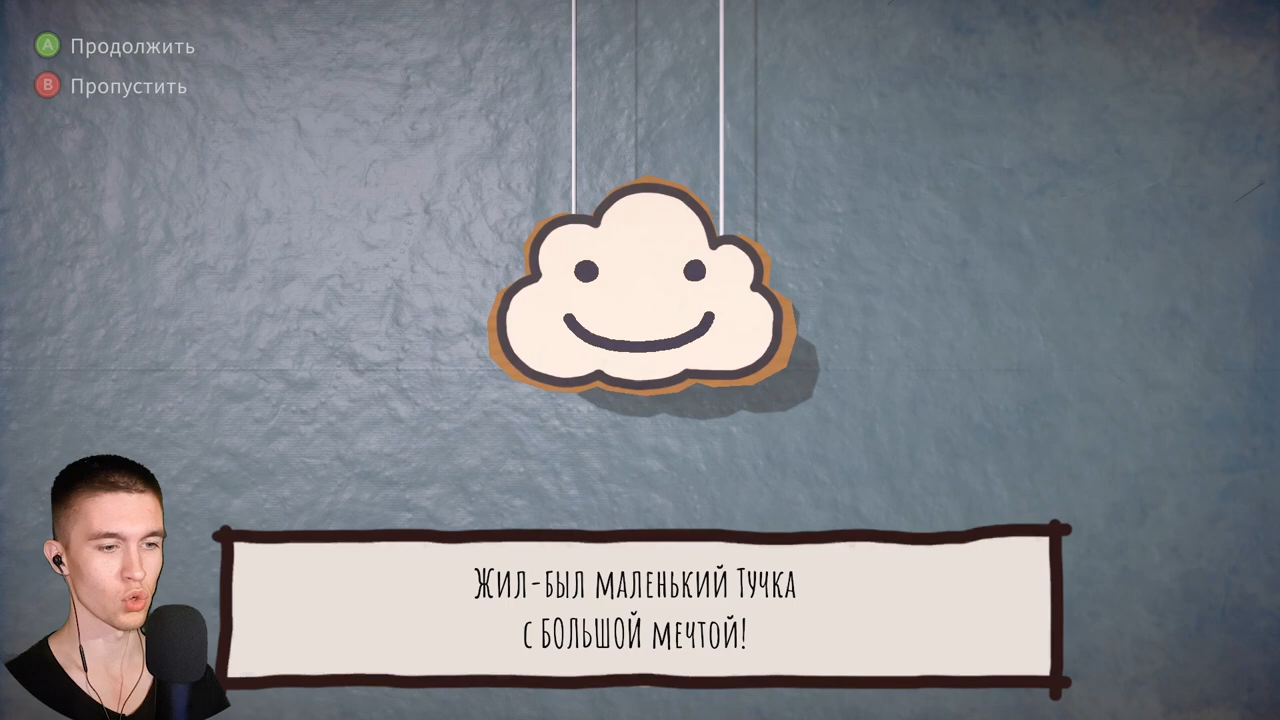 A Продолжить
B Пропустить
Жил-был маленький Тучка
с БОЛЬШОЙ мечтой!